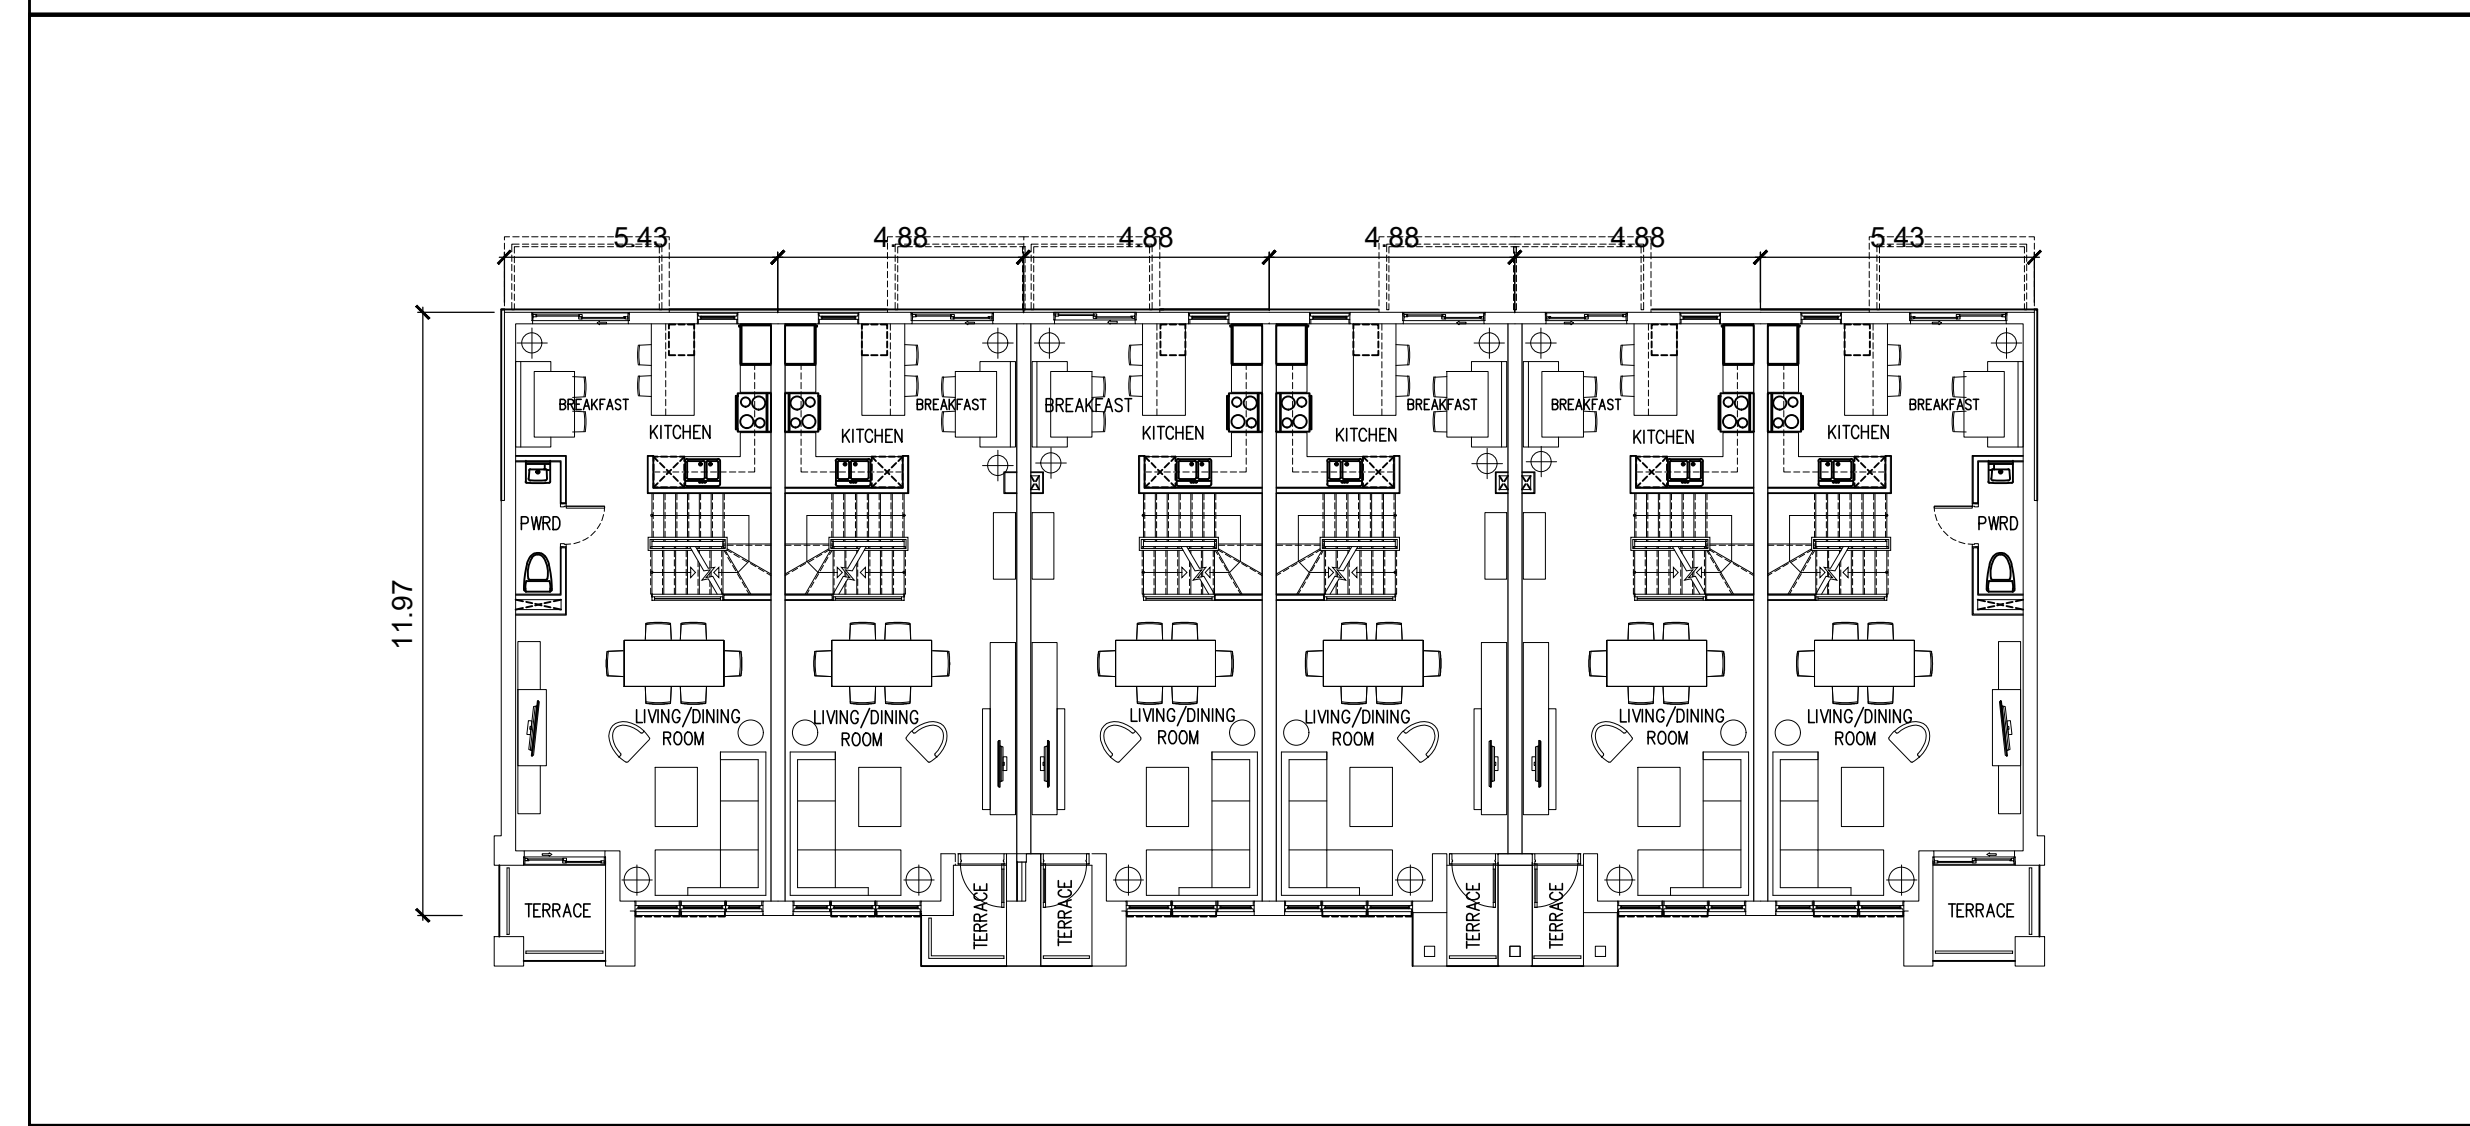 5.43
4.88
4.88
4.88
4.88
5.43
BREAKFAST
BREAKFAST
BREAKFAST
BREAKFAST
BREAKFAST
BREAKFAST
KITCHEN
KITCHEN
KITCHEN
KITCHEN
KITCHEN
KITCHEN
PWRD
PWRD
11.97
LIVING/DINING
ROOM
LIVING/DINING
ROOM
LIVING/DINING
ROOM
LIVING/DINING
ROOM
LIVING/DINING
ROOM
LIVING/DINING
ROOM
TERRACE
TERRACE
TERRACE
TERRACE
TERRACE
TERRACE